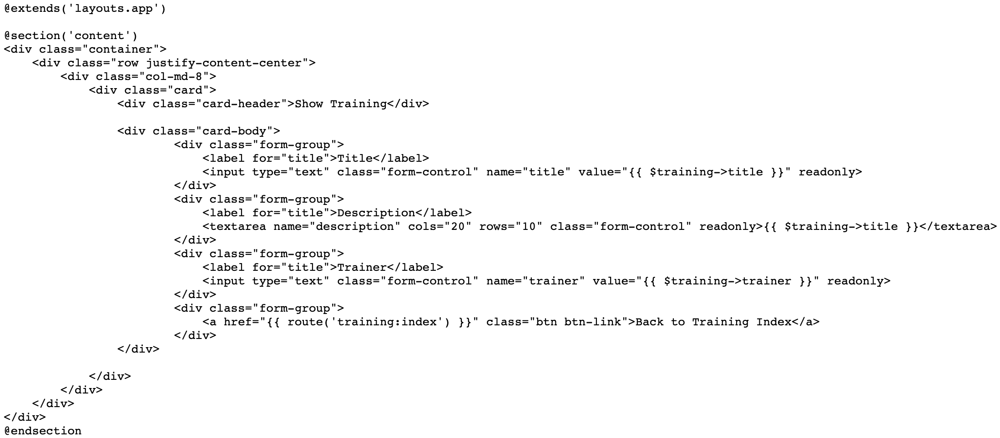 @extends('layouts.app')

@section('content')
<div class="container">
    <div class="row justify-content-center">
        <div class="col-md-8">
            <div class="card">
                <div class="card-header">Show Training</div>

                <div class="card-body">
                        <div class="form-group">
                            <label for="title">Title</label>
                            <input type="text" class="form-control" name="title" value="{{ $training->title }}" readonly>
                        </div>
                        <div class="form-group">
                            <label for="title">Description</label>
                            <textarea name="description" cols="20" rows="10" class="form-control" readonly>{{ $training->title }}</textarea>
                        </div>
                        <div class="form-group">
                            <label for="title">Trainer</label>
                            <input type="text" class="form-control" name="trainer" value="{{ $training->trainer }}" readonly>
                        </div>
                        <div class="form-group">
                            <a href="{{ route('training:index') }}" class="btn btn-link">Back to Training Index</a>
                        </div>
                </div>

            </div>
        </div>
    </div>
</div>
@endsection